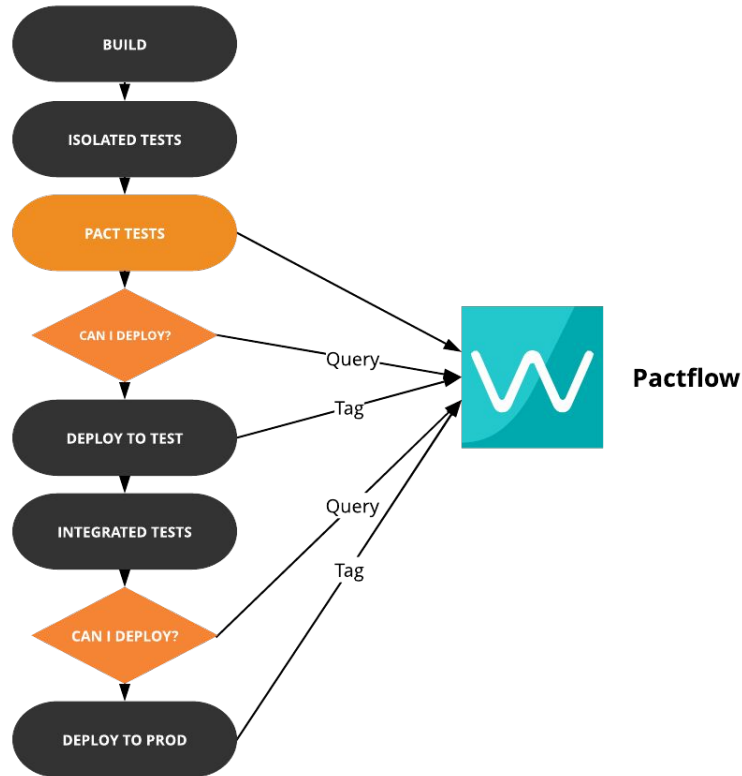 BUILD
ISOLATED TESTS
PACT TESTS
CAN I DEPLOY?
Query
Pactflow
Tag
DEPLOY TO TEST
Query
INTEGRATED TESTS
Tag
CAN I DEPLOY?
DEPLOY TO PROD